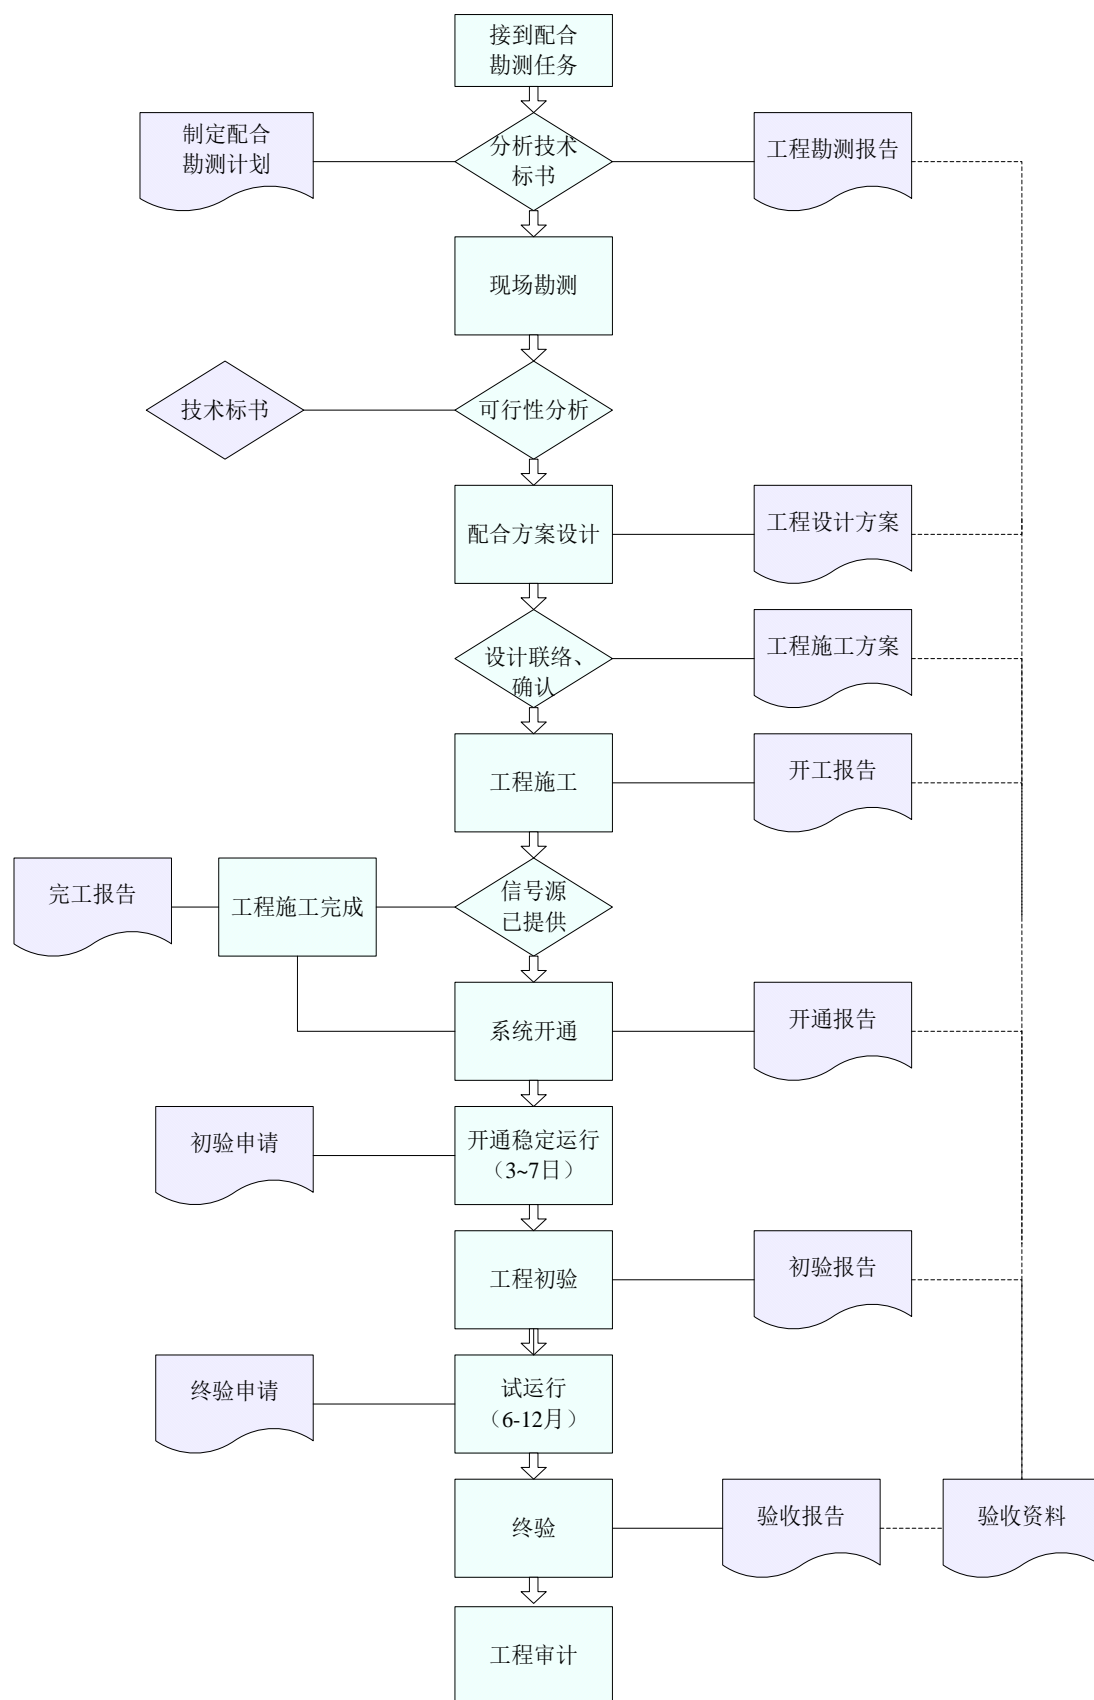 接到配合
勘测任务
制定配合
勘测计划
分析技术
标书
工程勘测报告
现场勘测
技术标书
可行性分析
配合方案设计
工程设计方案
设计联络、
确认
工程施工方案
工程施工
开工报告
完工报告
工程施工完成
信号源
已提供
系统开通
开通报告
初验申请
开通稳定运行
（3~7日）
工程初验
初验报告
终验申请
试运行
（6-12月）
终验
验收报告
验收资料
工程审计